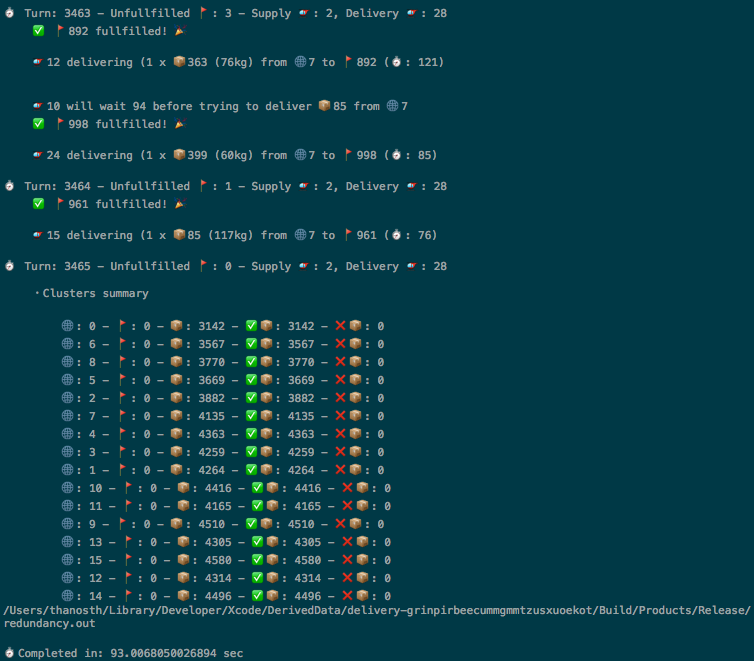 ⏱ Turn: 3463 – Unfullfilled 🚩: 3 – Supply 🚁: 2, Delivery 🚁: 28
✅ 🚩892 fullfilled! 🎉
🚁12 delivering (1 x 📦363 (76kg) from 🌐7 to 🚩892 (⏱: 121)
🚁10 will wait 94 before trying to deliver 📦85 from 🌐7
✅ 🚩998 fullfilled! 🎉
🚁24 delivering (1 x 📦399 (60kg) from 🌐7 to 🚩998 (⏱: 85)
⏱ Turn: 3464 – Unfullfilled 🚩: 1 – Supply 🚁: 2, Delivery 🚁: 28
✅ 🚩961 fullfilled! 🎉
🚁15 delivering (1 x 📦85 (117kg) from 🌐7 to 🚩961 (⏱: 76)
⏱ Turn: 3465 – Unfullfilled 🚩: 0 – Supply 🚁: 2, Delivery 🚁: 28
· Clusters summary
🌐: 0 – 🚩: 0 – 📦: 3142 – ✅📦: 3142 – ❌📦: 0
🌐: 6 – 🚩: 0 – 📦: 3567 – ✅📦: 3567 – ❌📦: 0
🌐: 8 – 🚩: 0 – 📦: 3770 – ✅📦: 3770 – ❌📦: 0
🌐: 5 – 🚩: 0 – 📦: 3669 – ✅📦: 3669 – ❌📦: 0
🌐: 2 – 🚩: 0 – 📦: 3882 – ✅📦: 3882 – ❌📦: 0
🌐: 7 – 🚩: 0 – 📦: 4135 – ✅📦: 4135 – ❌📦: 0
🌐: 4 – 🚩: 0 – 📦: 4363 – ✅📦: 4363 – ❌📦: 0
🌐: 3 – 🚩: 0 – 📦: 4259 – ✅📦: 4259 – ❌📦: 0
🌐: 1 – 🚩: 0 – 📦: 4264 – ✅📦: 4264 – ❌📦: 0
🌐: 10 – 🚩: 0 – 📦: 4416 – ✅📦: 4416 – ❌📦: 0
🌐: 11 – 🚩: 0 – 📦: 4165 – ✅📦: 4165 – ❌📦: 0
🌐: 9 – 🚩: 0 – 📦: 4510 – ✅📦: 4510 – ❌📦: 0
🌐: 13 – 🚩: 0 – 📦: 4305 – ✅📦: 4305 – ❌📦: 0
🌐: 15 – 🚩: 0 – 📦: 4580 – ✅📦: 4580 – ❌📦: 0
🌐: 12 – 🚩: 0 – 📦: 4314 – ✅📦: 4314 – ❌📦: 0
🌐: 14 – 🚩: 0 – 📦: 4496 – ✅📦: 4496 – ❌📦: 0
/Users/thanosth/Library/Developer/Xcode/DerivedData/delivery-grinpirbeecummgmmtzusxuoekot/Build/Products/Release/
redundancy.out
⏱Completed in: 93.0068050026894 sec